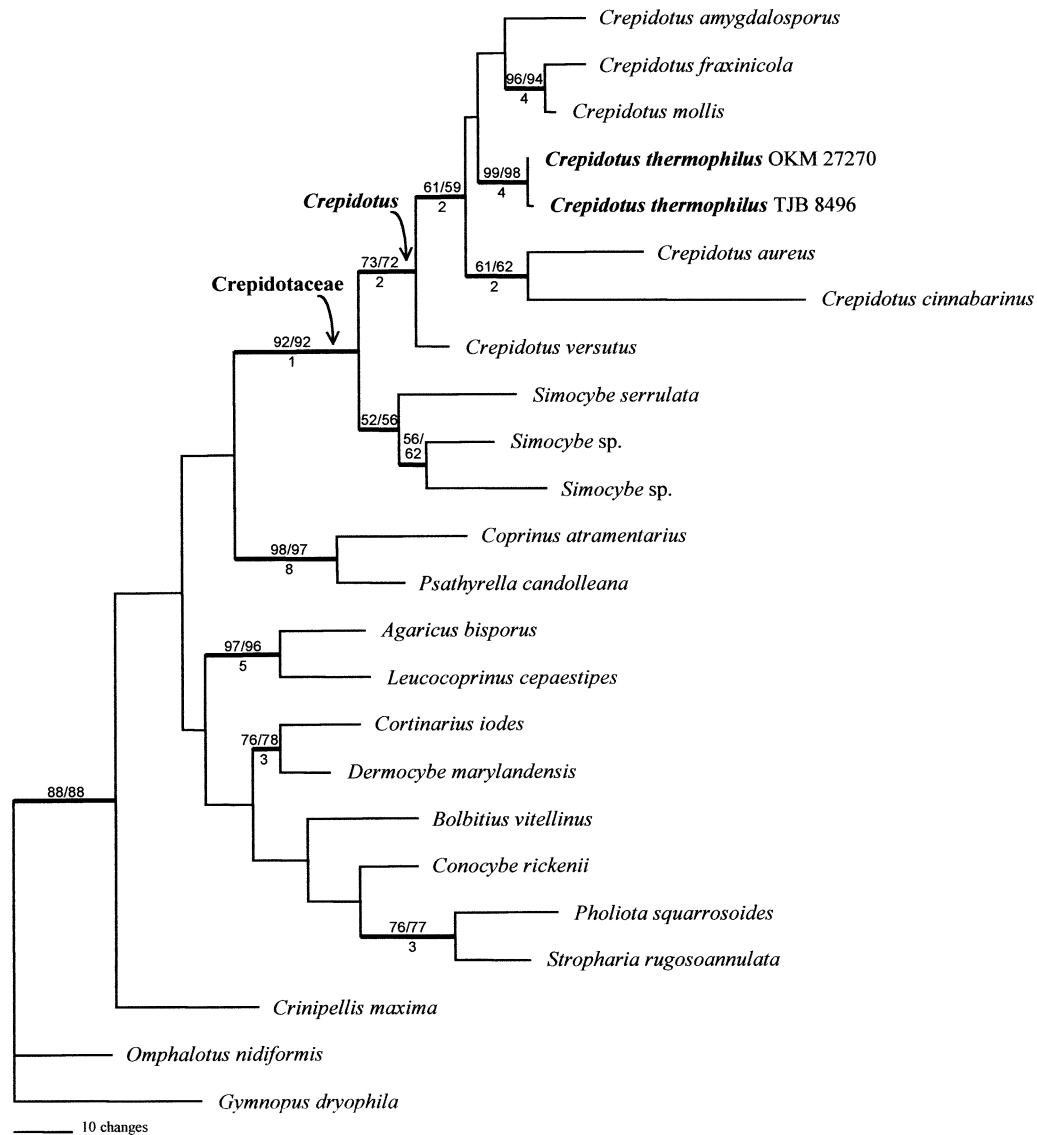 Crepidotus amygdalosporus
Crepidotus fraxinicola
96/94
4
Crepidotus mollis
Crepidotus thermophilus OKM 27270
99/98
4
61/59
2
Crepidotus
Crepidotus thermophilus TJB 8496
Crepidotus aureus
73/72
2
61/62
2
Crepidotaceae
Crepidotus cinnabarinus
92/92
1
Crepidotus versutus
Simocybe serrulata
52/56
56/
62
Simocybe sp.
Simocybe sp.
Coprinus atramentarius
98/97
8
Psathyrella candolleana
Agaricus bisporus
97/96
5
Leucocoprinus cepaestipes
Cortinarius iodes
76/78
3
Dermocybe marylandensis
88/88
Bolbitius vitellinus
Conocybe rickenii
Pholiota squarrosoides
76/77
3
Stropharia rugosoannulata
Crinipellis maxima
Omphalotus nidiformis
Gymnopus dryophila
10 changes